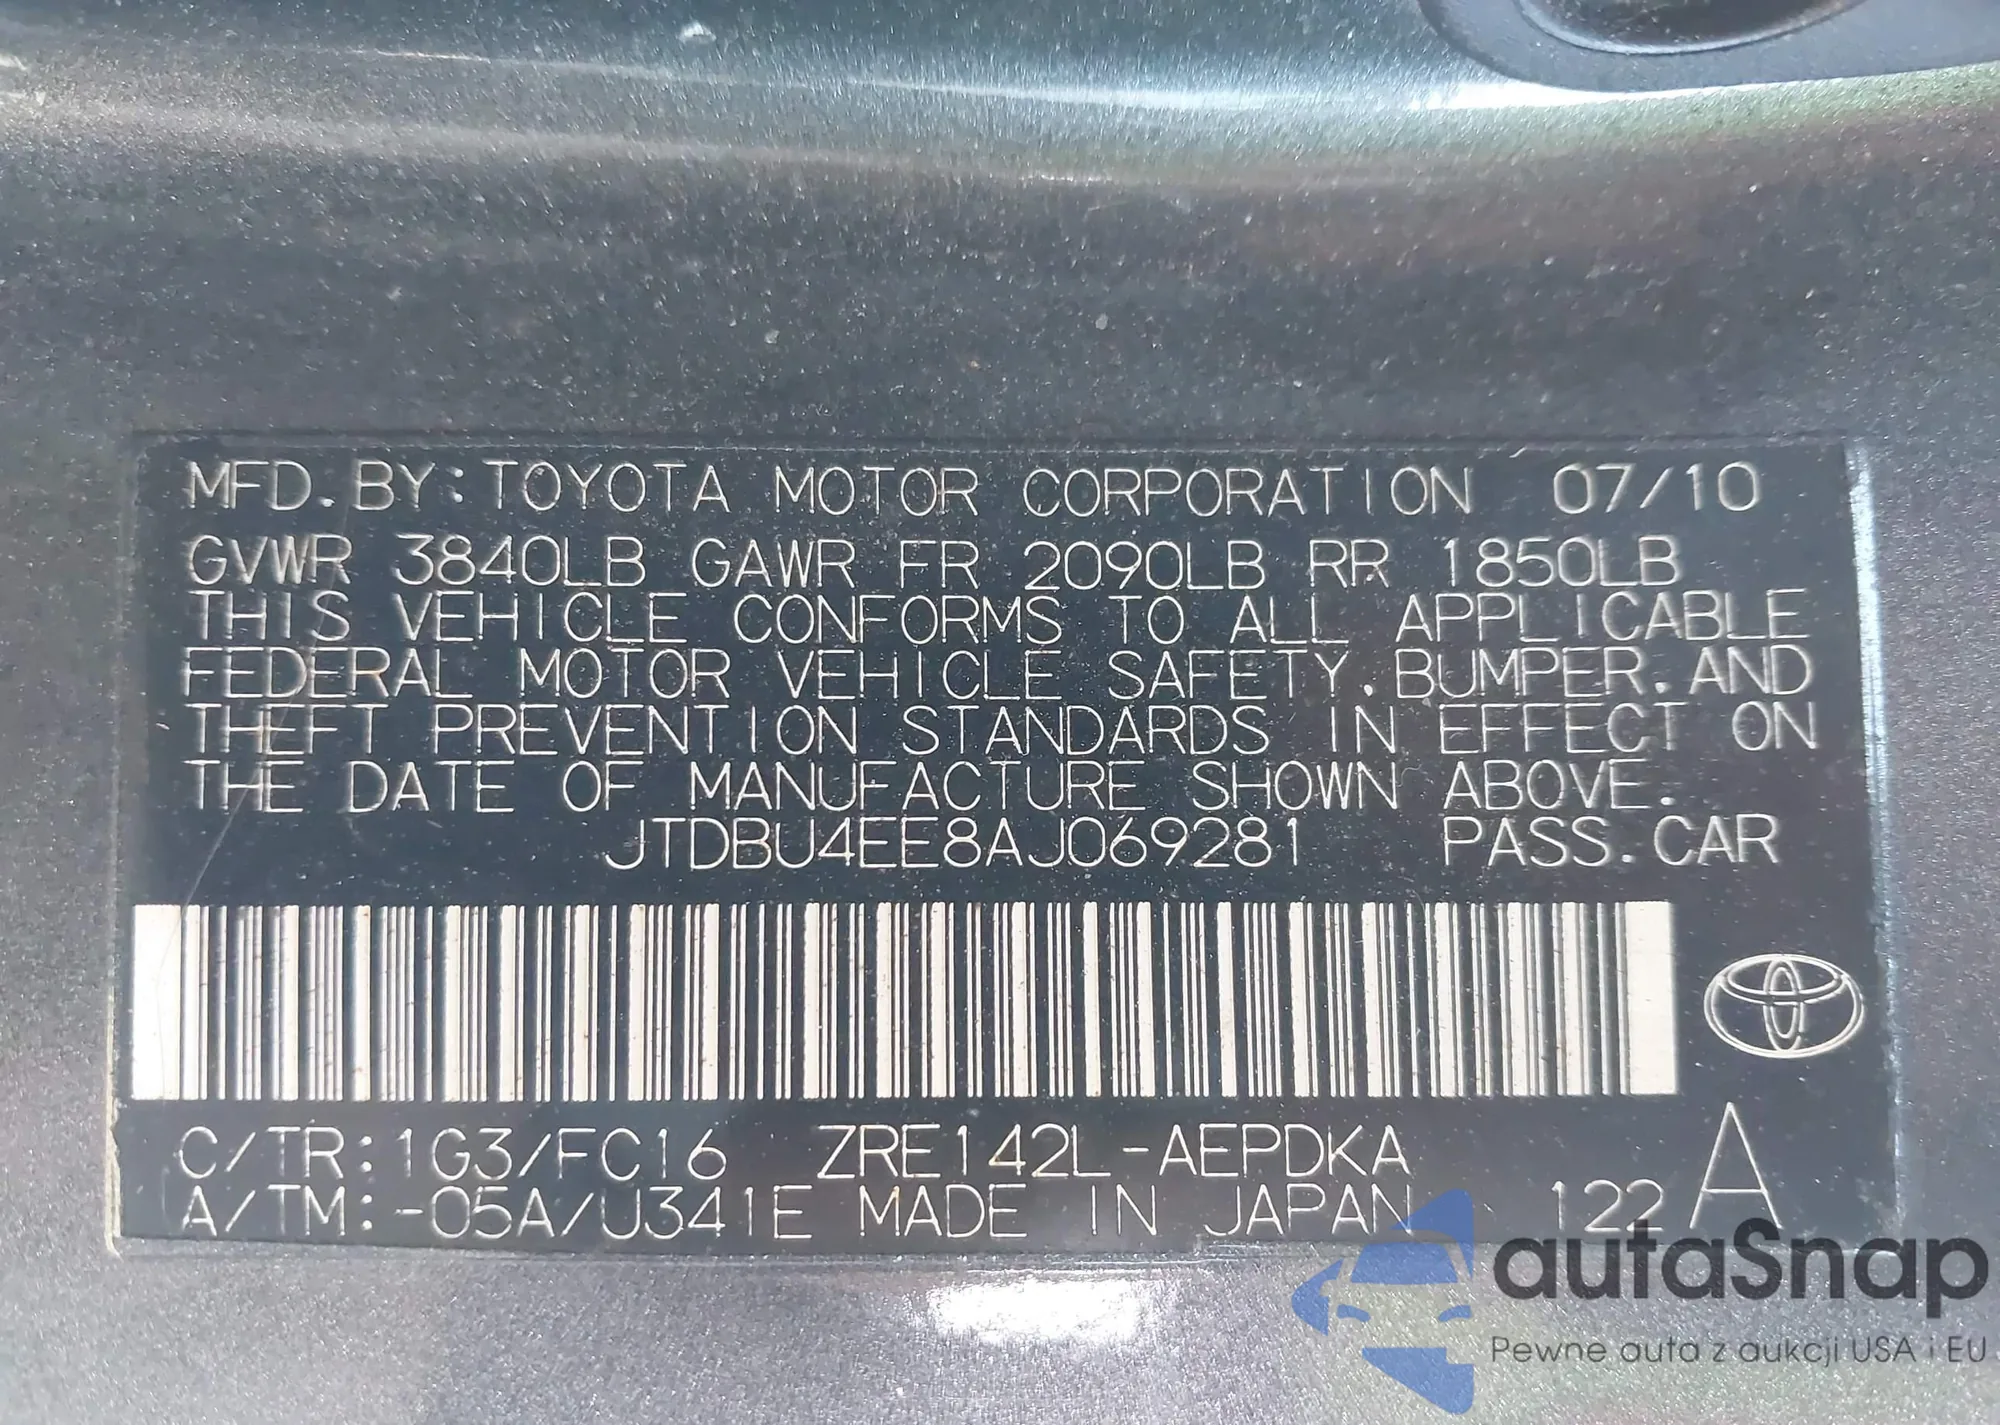 MFD.BY:TOYOTA MOTOR CORPORATION 07/10
GVWR 3840LB GAWR FR 2090LB RR 1850LB
THIS VEHICLE CONFORMS TO ALL APPLICABLE
FEDERAL MOTOR VEHICLE SAFETY.BUMPER.AND
THEFT PREVENTION STANDARDS IN EFFECT ON
THE DATE OF MANUFACTURE SHOWN ABOVE.
JTDBU4EE8AJ069281 PASS.CAR
C/TR:1G3/FC16 ZRE142L-AEPDKA
A/TM:-05A/U341E MADE IN JAPAN 122 A
autaSnap
Pewne auta z aukcji USA i EU